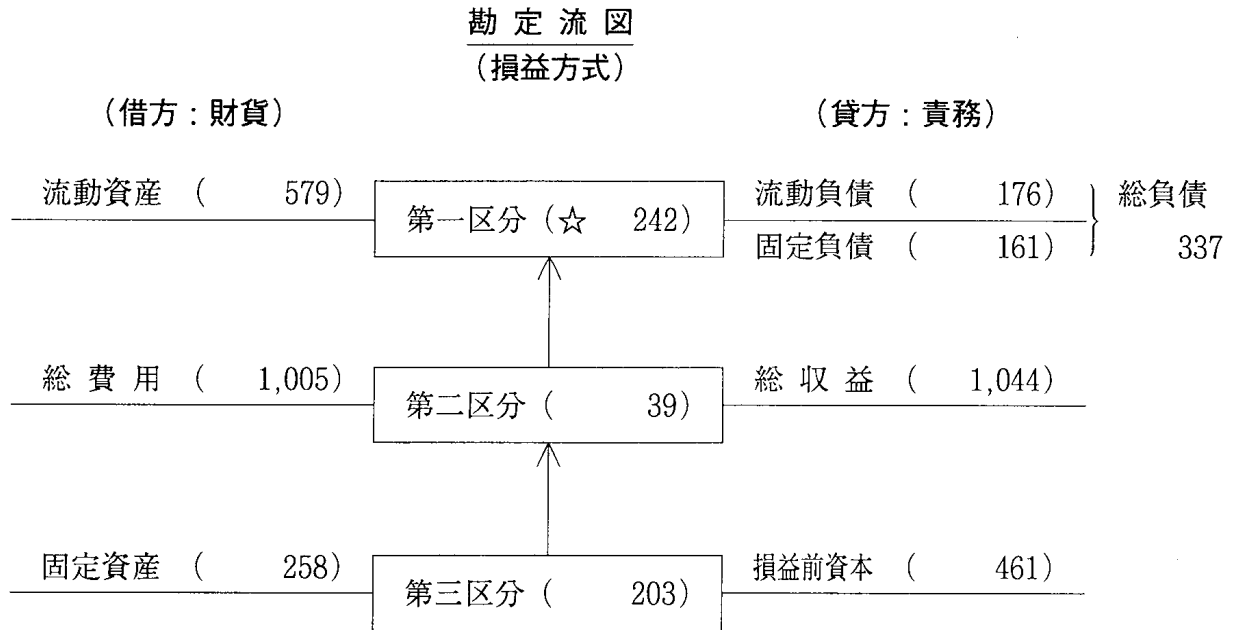 勘定流図
(損益方式)
(借方:財貨) (貸方:責務)
流動資産 ( 579) 第一区分 (☆ 242) 流動負債 ( 176) 総負債
固定負債 ( 161) 337
総費用 ( 1,005) 第二区分 ( 39) 総収益 ( 1,044)
固定資産 ( 258) 第三区分 ( 203) 損益前資本 ( 461)